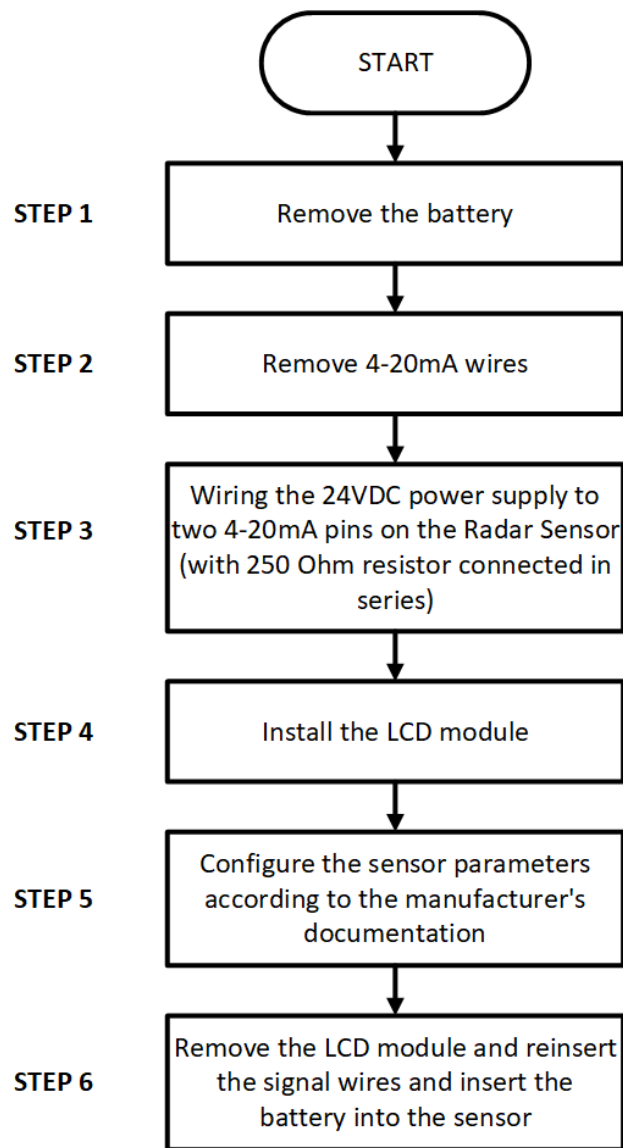 START
STEP 1
Remove the battery
STEP 2
Remove 4-20mA wires
STEP 3
Wiring the 24VDC power supply to
two 4-20mA pins on the Radar Sensor
(with 250 Ohm resistor connected in
series)
STEP 4
Install the LCD module
STEP 5
Configure the sensor parameters
according to the manufacturer's
documentation
STEP 6
Remove the LCD module and reinsert
the signal wires and insert the
battery into the sensor